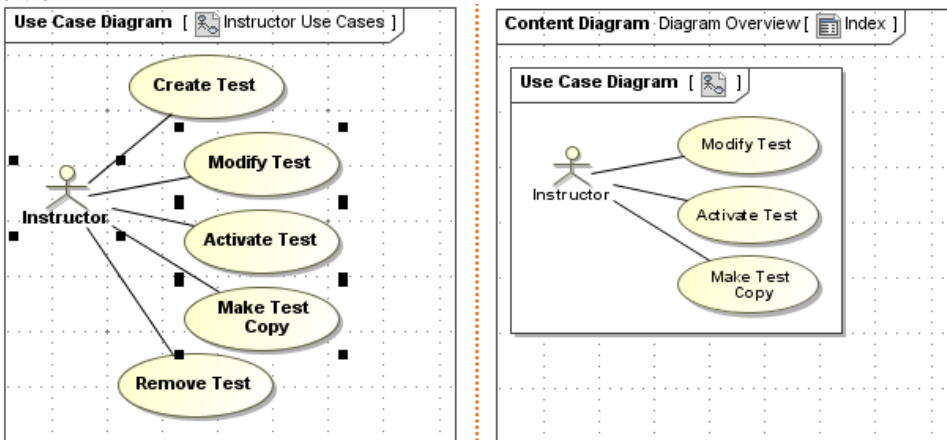 Use Case Diagram [ Instructor Use Cases ]
Create Test
Modify Test
Instructor
Activate Test
Make Test
Copy
Remove Test
Content Diagram Diagram Overview [ Index ]
Use Case Diagram [ ]
Modify Test
Instructor
Activate Test
Make Test
Copy